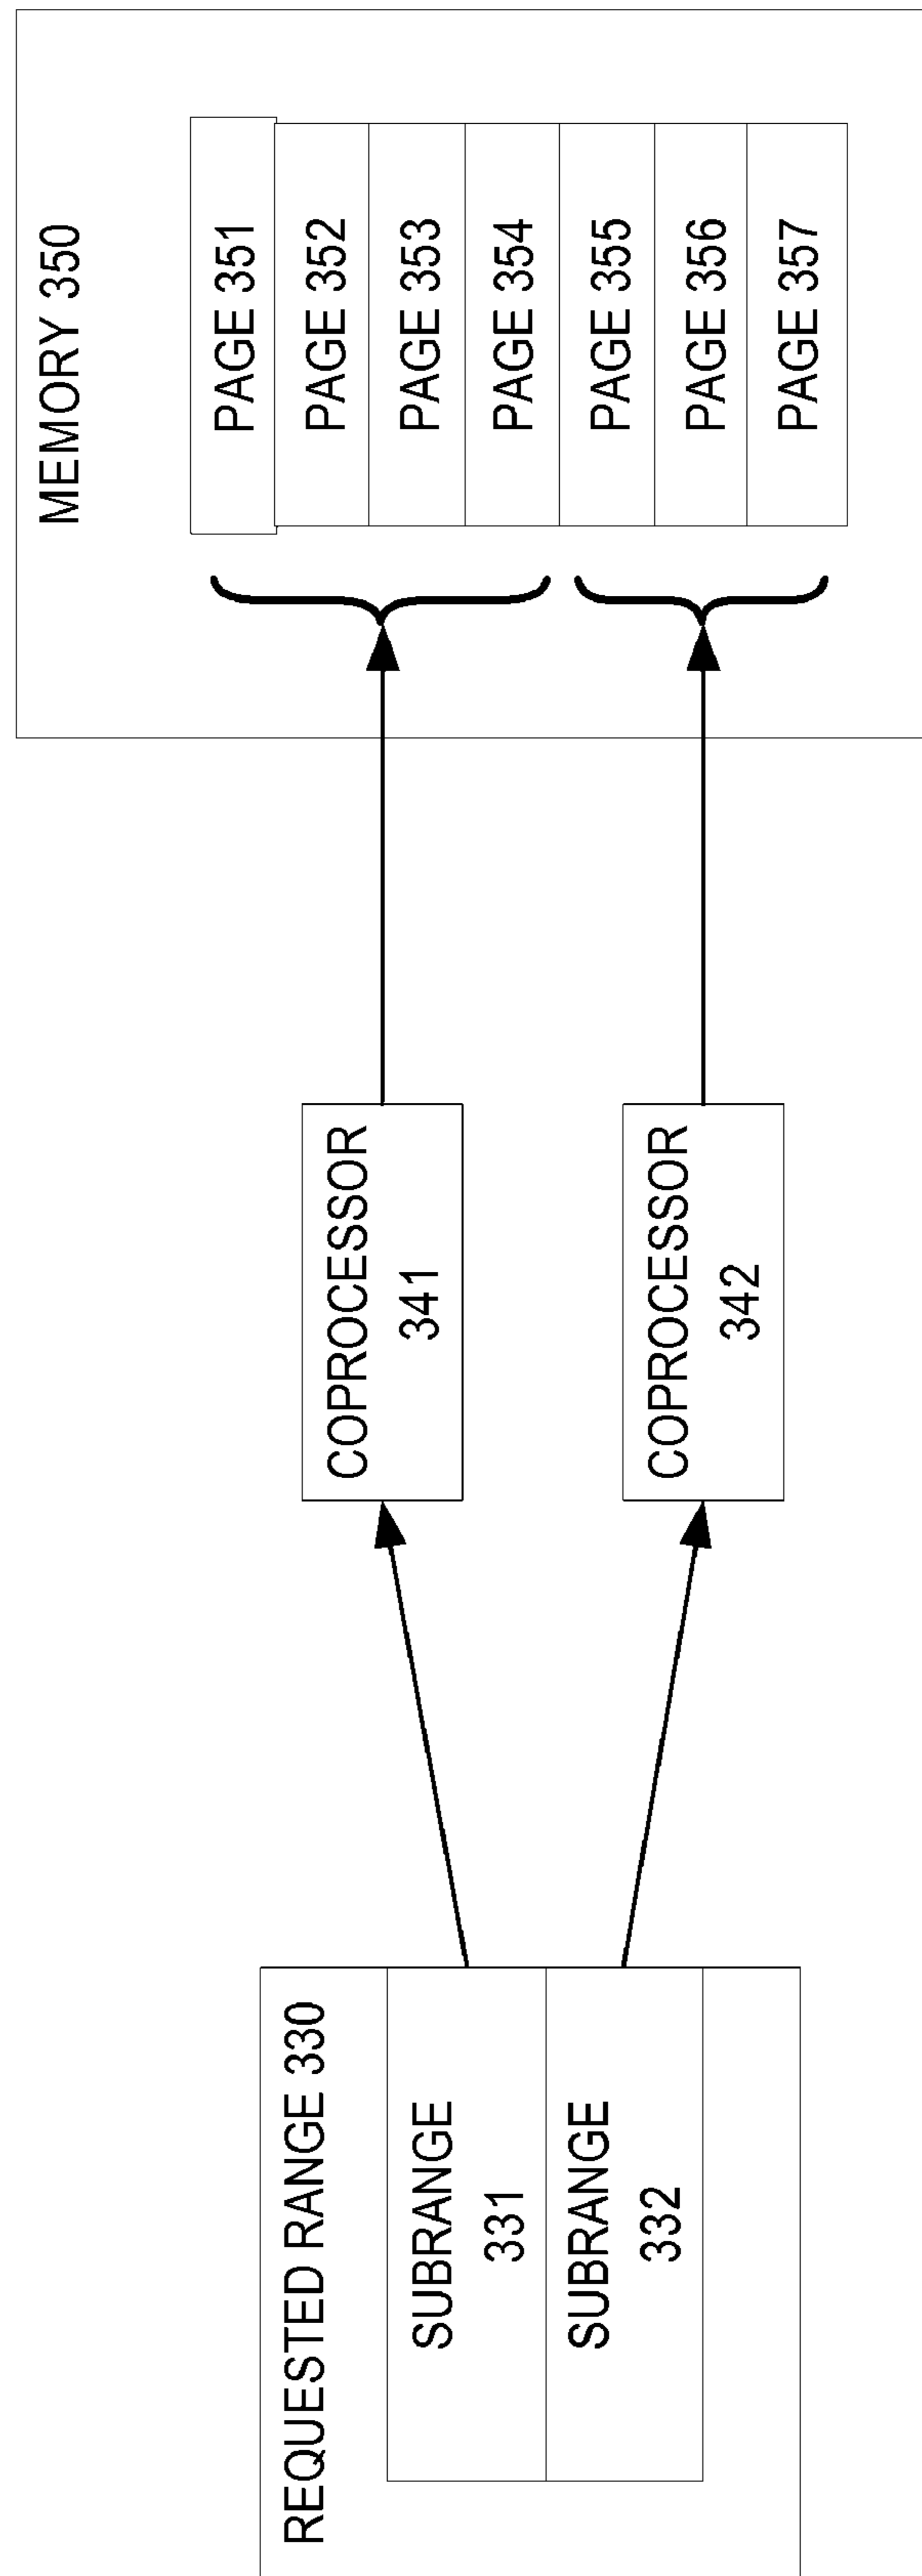 REQUESTED RANGE 330
SUBRANGE
331
SUBRANGE
332
COPROCESSOR
341
COPROCESSOR
342
MEMORY 350
PAGE 351
PAGE 352
PAGE 353
PAGE 354
PAGE 355
PAGE 356
PAGE 357